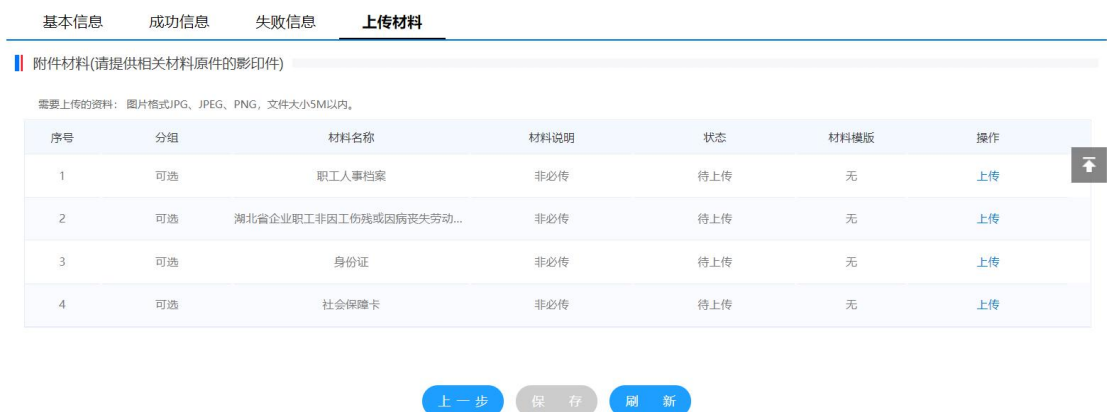 基本信息 成功信息 失败信息 上传材料
附件材料(请提供相关材料原件的影印件)
需要上传的资料： 图片格式JPG、JPEG、PNG，文件大小5M以内。
序号 分组 材料名称 材料说明 状态 材料模版 操作
1 可选 职工人事档案 非必传 待上传 无 上传
2 可选 湖北省企业职工非因工伤残或因病丧失劳动... 非必传 待上传 无 上传
3 可选 身份证 非必传 待上传 无 上传
4 可选 社会保障卡 非必传 待上传 无 上传
上一步 保 存 刷 新